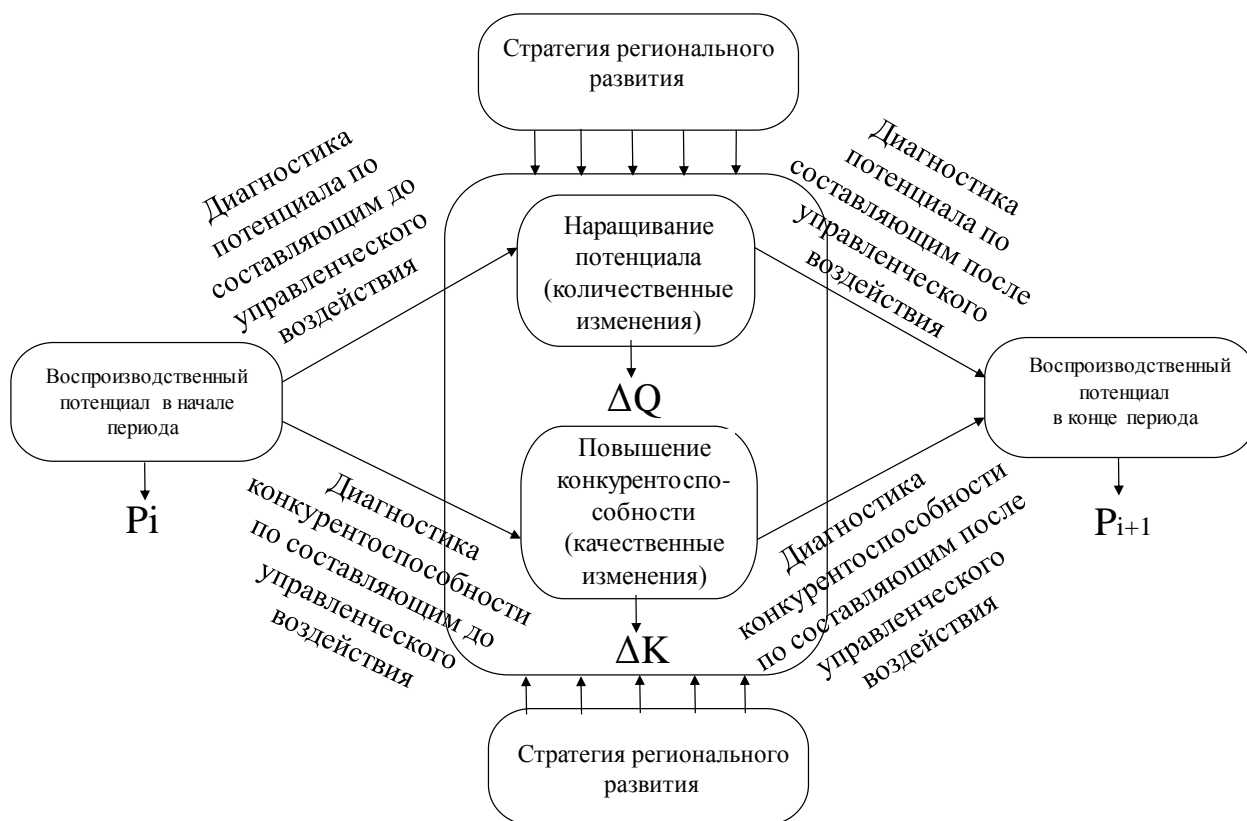 Стратегия регионального
развития
Диагностика
потенциала по
составляющим до
управленческого
воздействия
Диагностика
потенциала по
составляющим после
управленческого
воздействия
Наращивание
потенциала
(количественные
изменения)
ΔQ
Воспроизводственный
потенциал в начале
периода
Pi
Воспроизводственный
потенциал
в конце периода
Pi+1
Повышение
конкурентоспо-
собности
(качественные
изменения)
ΔK
Диагностика
конкурентоспособности
по составляющим до
управленческого
воздействия
Диагностика
конкурентоспособности
по составляющим после
управленческого
воздействия
Стратегия регионального
развития